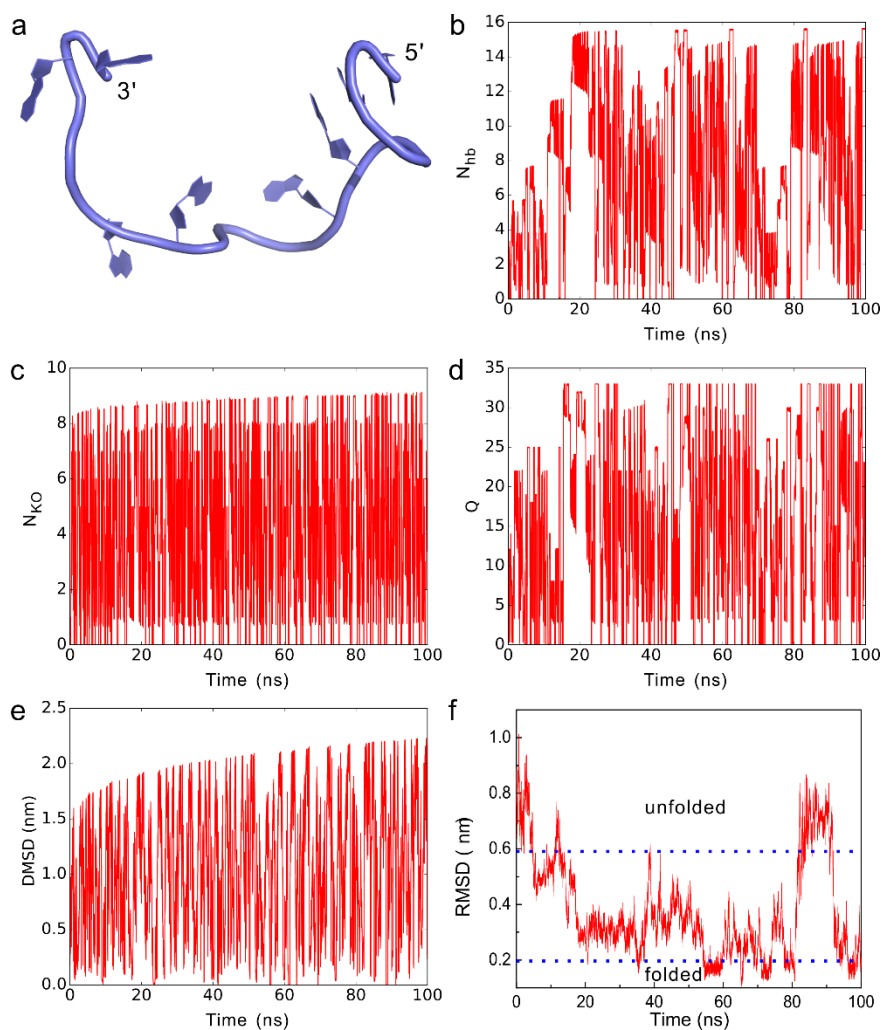 a
3'
5'
b
N_hb
16
14
12
10
8
6
4
2
0
0 20 40 60 80 100
Time (ns)
c
N_KO
10
8
6
4
2
0
0 20 40 60 80 100
Time (ns)
d
Q
35
30
25
20
15
10
5
0
0 20 40 60 80 100
Time (ns)
e
DMSD (nm)
2.5
2.0
1.5
1.0
0.5
0.0
0 20 40 60 80 100
Time (ns)
f
RMSD ( nm)
1.0
0.8
0.6
0.4
0.2
unfolded
folded
0 20 40 60 80 100
Time (ns)